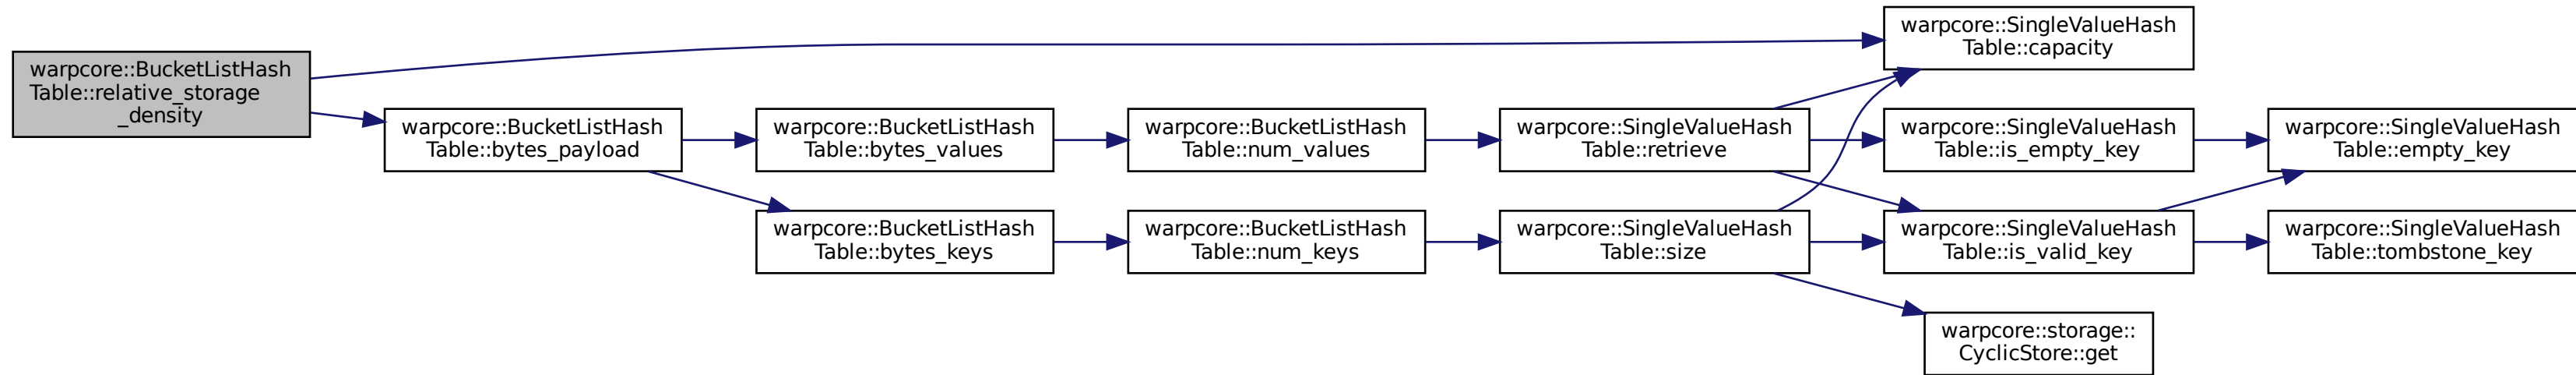 warpcore::BucketListHash
Table::relative_storage
_density
warpcore::BucketListHash
Table::bytes_payload
warpcore::BucketListHash
Table::bytes_values
warpcore::BucketListHash
Table::bytes_keys
warpcore::BucketListHash
Table::num_values
warpcore::BucketListHash
Table::num_keys
warpcore::SingleValueHash
Table::retrieve
warpcore::SingleValueHash
Table::size
warpcore::SingleValueHash
Table::capacity
warpcore::SingleValueHash
Table::is_empty_key
warpcore::SingleValueHash
Table::is_valid_key
warpcore::storage::
CyclicStore::get
warpcore::SingleValueHash
Table::empty_key
warpcore::SingleValueHash
Table::tombstone_key